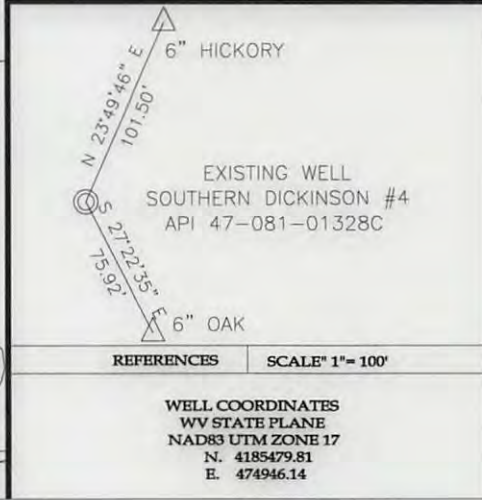 6" HICKORY
N 23°49'46" E
101.50'
EXISTING WELL
SOUTHERN DICKINSON #4
API 47-081-01328C
S 27°22'35" E
75.92'
6" OAK
REFERENCES
SCALE" 1"= 100'
WELL COORDINATES
WV STATE PLANE
NAD83 UTM ZONE 17
N. 4185479.81
E. 474946.14